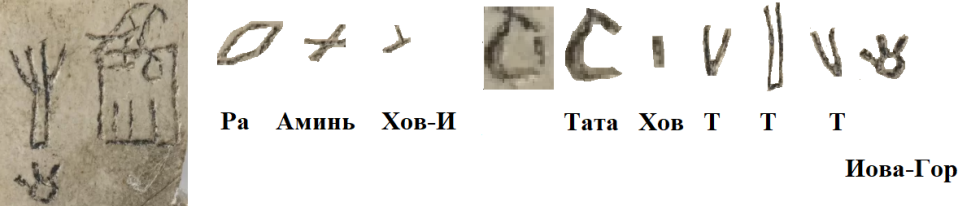 Ра Аминь Хов-И Тата Хов Т Т Т
Иова-Гор